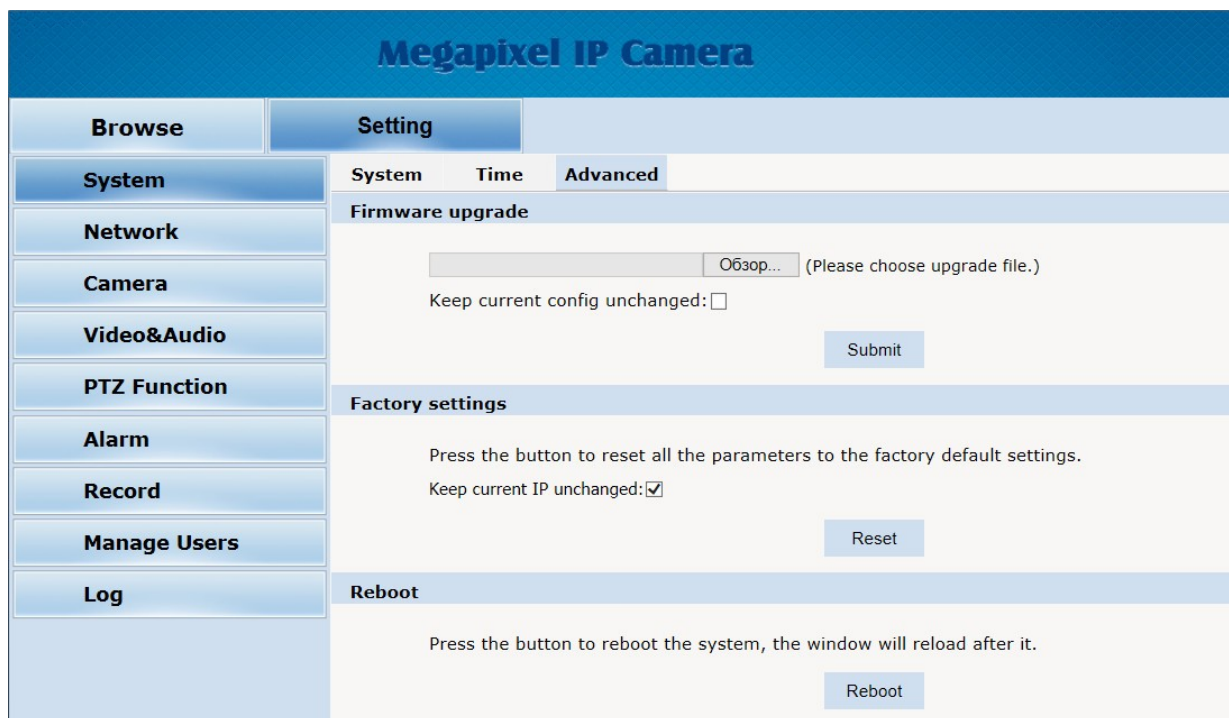 Megapixel IP Camera
Browse
Setting
System
Network
Camera
Video&Audio
PTZ Function
Alarm
Record
Manage Users
Log
System Time Advanced
Firmware upgrade
Обзор... (Please choose upgrade file.)
Keep current config unchanged:
Submit
Factory settings
Press the button to reset all the parameters to the factory default settings.
Keep current IP unchanged:
Reset
Reboot
Press the button to reboot the system, the window will reload after it.
Reboot